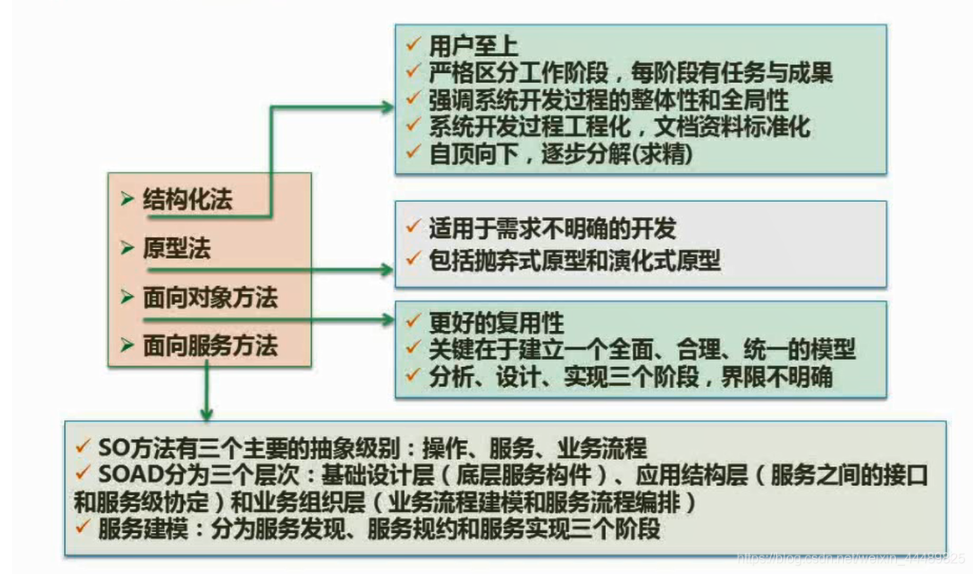 用户至上
严格区分工作阶段，每阶段有任务与成果
强调系统开发过程的整体性和全局性
系统开发过程工程化，文档资料标准化
自顶向下，逐步分解(求精)
结构化法
原型法
面向对象方法
面向服务方法
适用于需求不明确的开发
包括抛弃式原型和演化式原型
更好的复用性
关键在于建立一个全面、合理、统一的模型
分析、设计、实现三个阶段，界限不明确
SO方法有三个主要的抽象级别：操作、服务、业务流程
SOAD分为三个层次：基础设计层（底层服务构件）、应用结构层（服务之间的接口
和服务级协定）和业务组织层（业务流程建模和服务流程编排）
服务建模：分为服务发现、服务规约和服务实现三个阶段